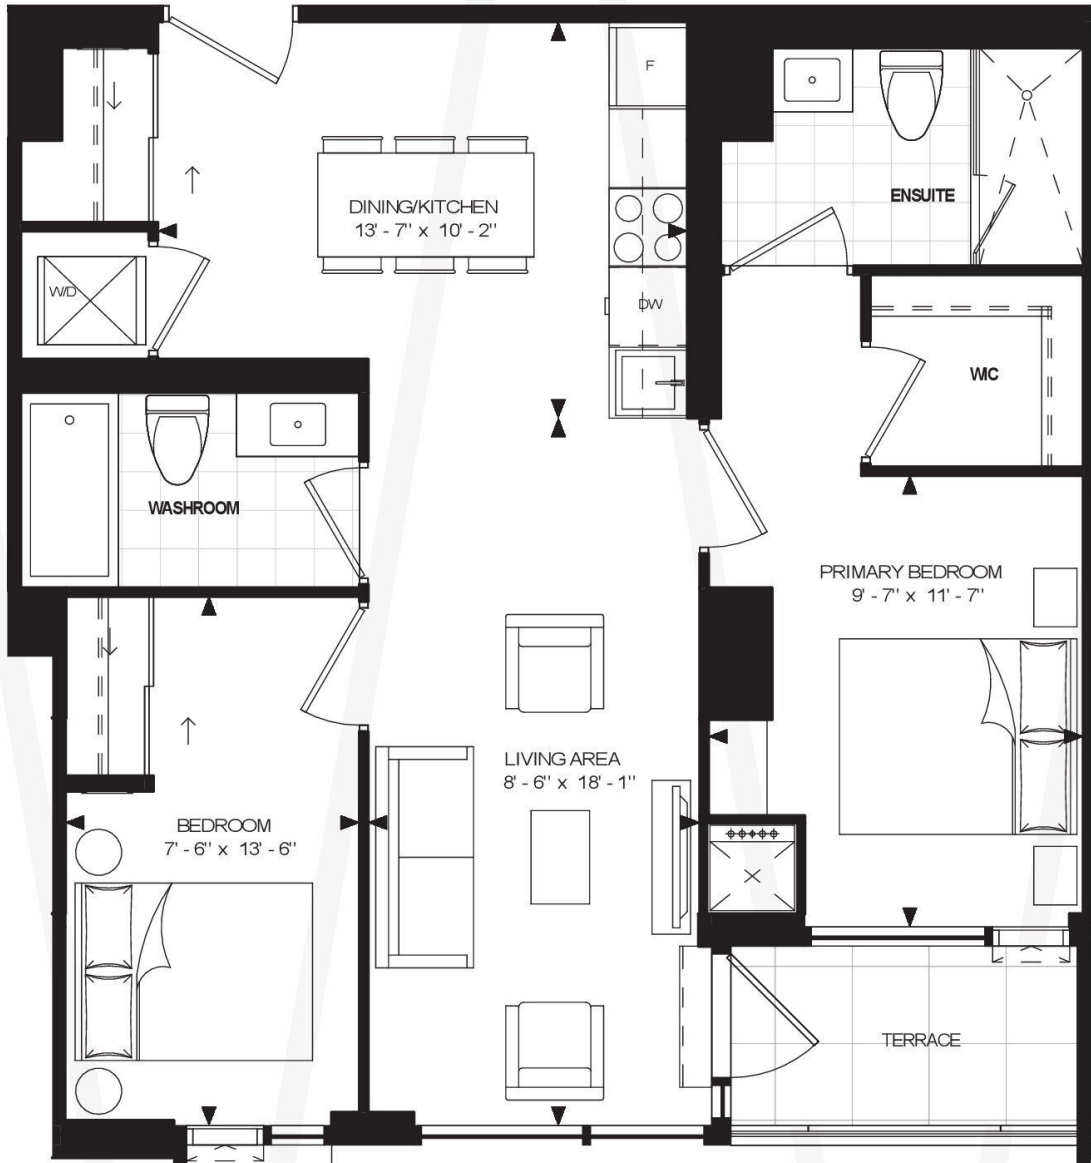 F
ENSUITE
DINING/KITCHEN
13' - 7" x 10' - 2"
W/D
DW
WIC
WASHROOM
PRIMARY BEDROOM
9' - 7" x 11' - 7"
LIVING AREA
8' - 6" x 18' - 1"
BEDROOM
7' - 6" x 13' - 6"
TERRACE